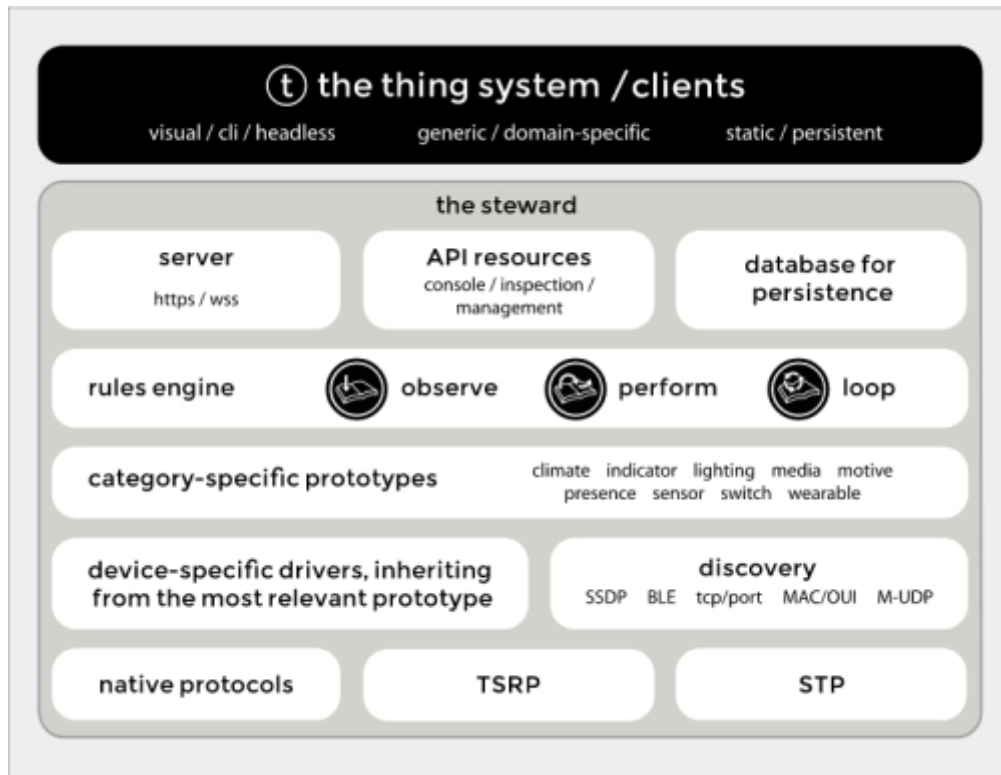 t the thing system / clients
visual / cli / headless generic / domain-specific static / persistent
the steward
server
https / wss
API resources
console / inspection /
management
database for
persistence
rules engine observe perform loop
category-specific prototypes
climate indicator lighting media motive
presence sensor switch wearable
device-specific drivers, inheriting
from the most relevant prototype
discovery
SSDP BLE tcp/port MAC/OUI M-UDP
native protocols
TSRP
STP